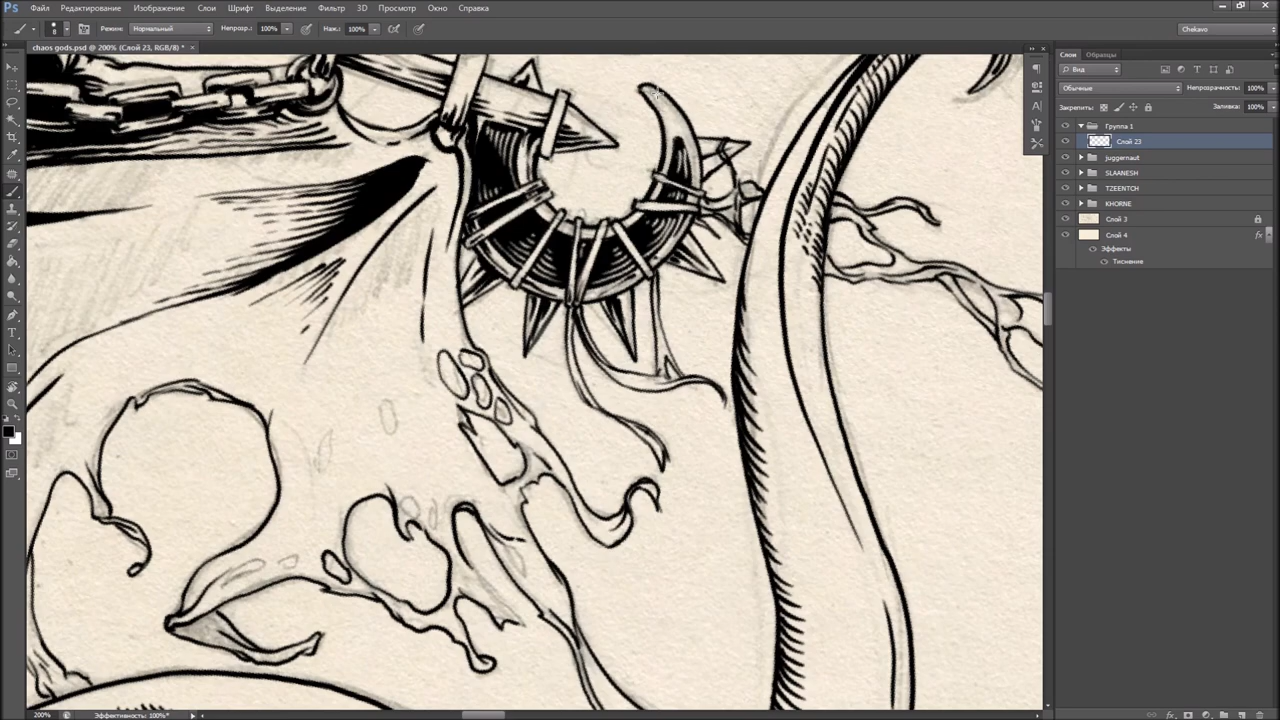 Ps Файл Редактирование Изображение Слои Шрифт Выделение Фильтр 3D Просмотр Окно Справка
8 Режим: Нормальный Непрозр.: 100% Наж.: 100% Chekavo
chaos gods.psd @ 200% (Слой 23, RGB/8) * ×
Слои Образцы
Вид
Обычные Непрозрачность: 100%
Закрепить: Заливка: 100%
Группа 1
Слой 23
juggernaut
SLAANESH
TZEENTCH
KHORNE
Слой 3
Слой 4 fx
Эффекты
Тиснение
200% Эффективность: 100%*